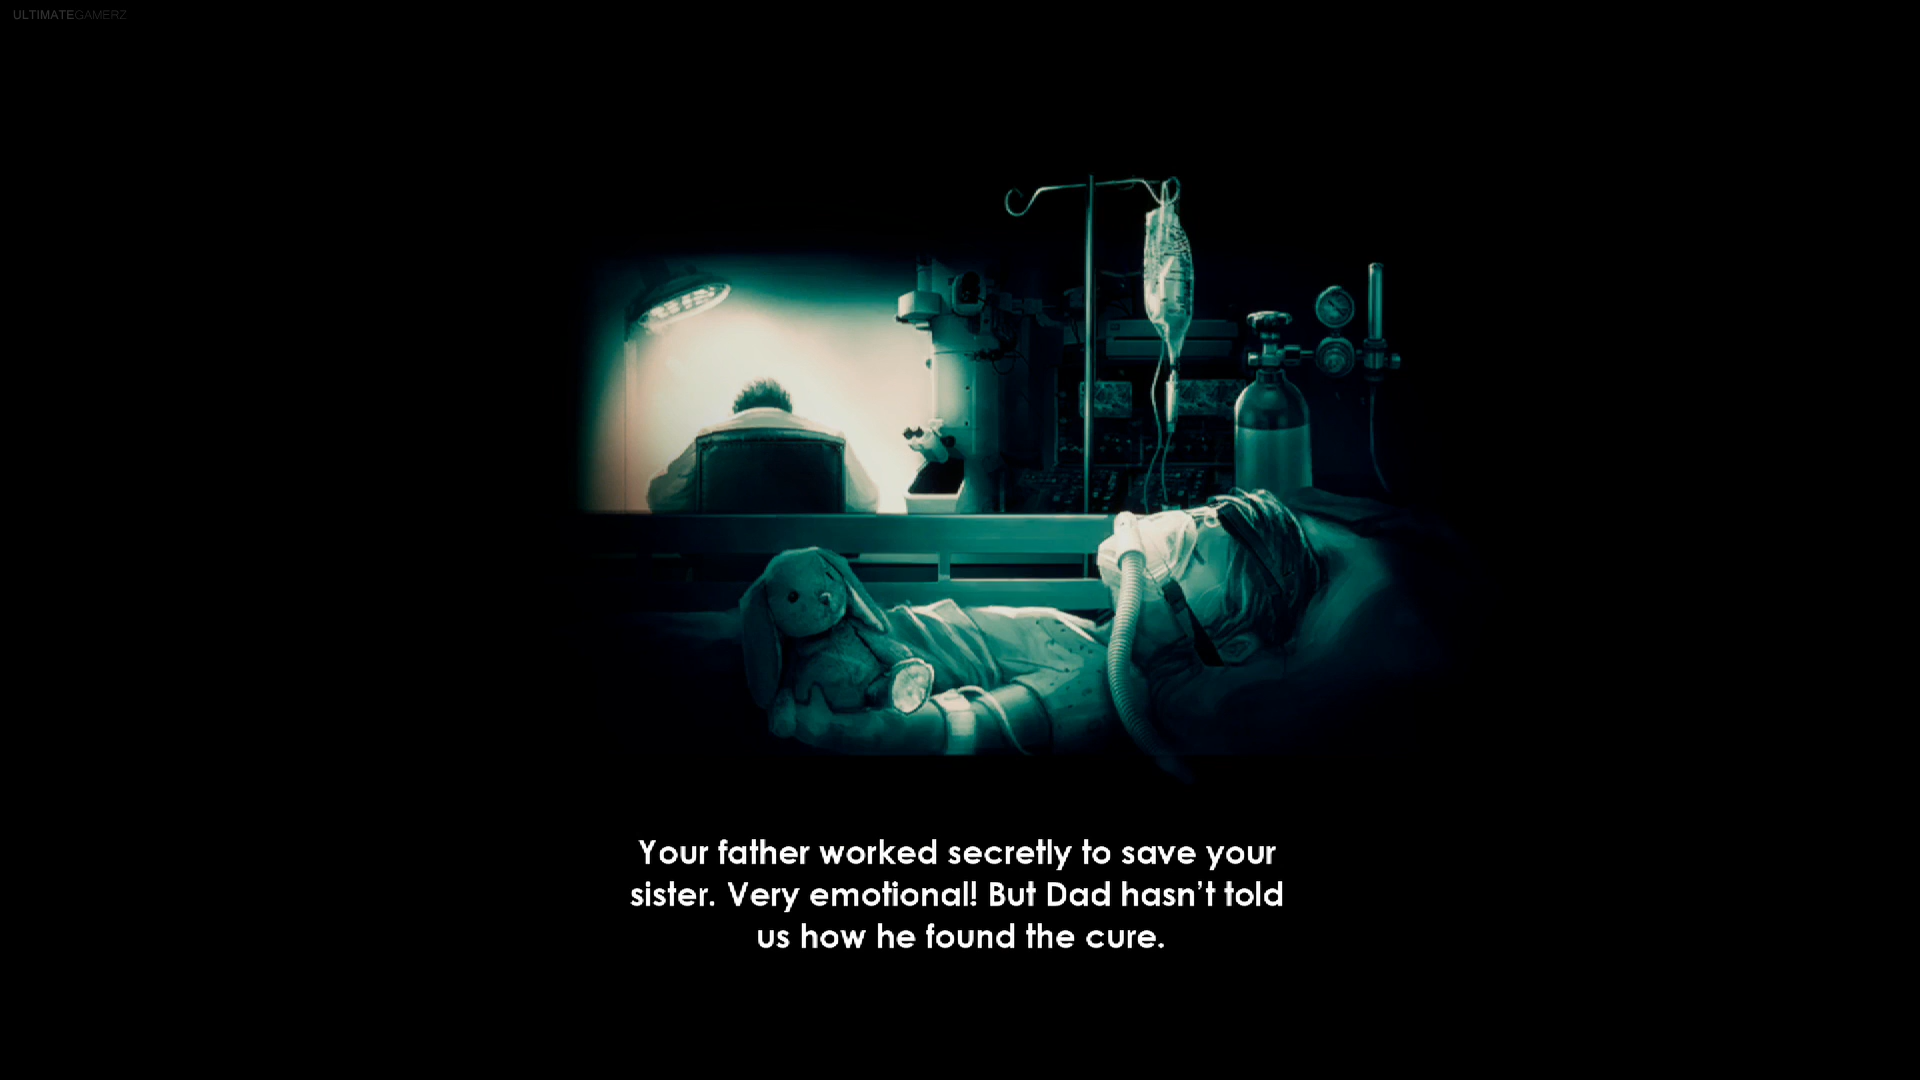 ULTIMATEGAMERZ
Your father worked secretly to save your
sister. Very emotional! But Dad hasn't told
us how he found the cure.